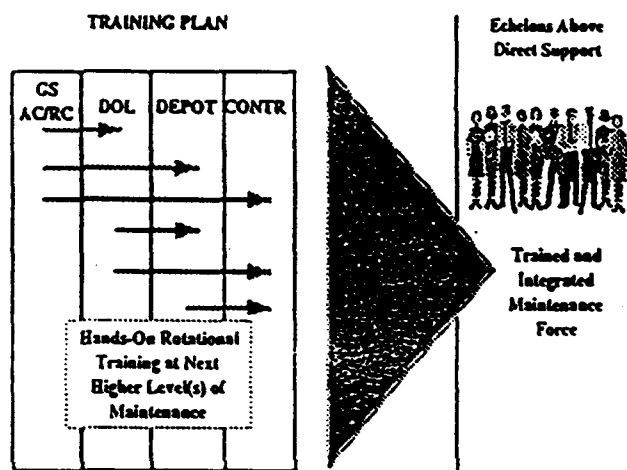 TRAINING PLAN
GS
AC/RC
DOL
DEPOT
CONTR
Hands-On Rotational
Training at Next
Higher Level(s) of
Maintenance
Echelons Above
Direct Support
Trained and
Integrated
Maintenance
Force